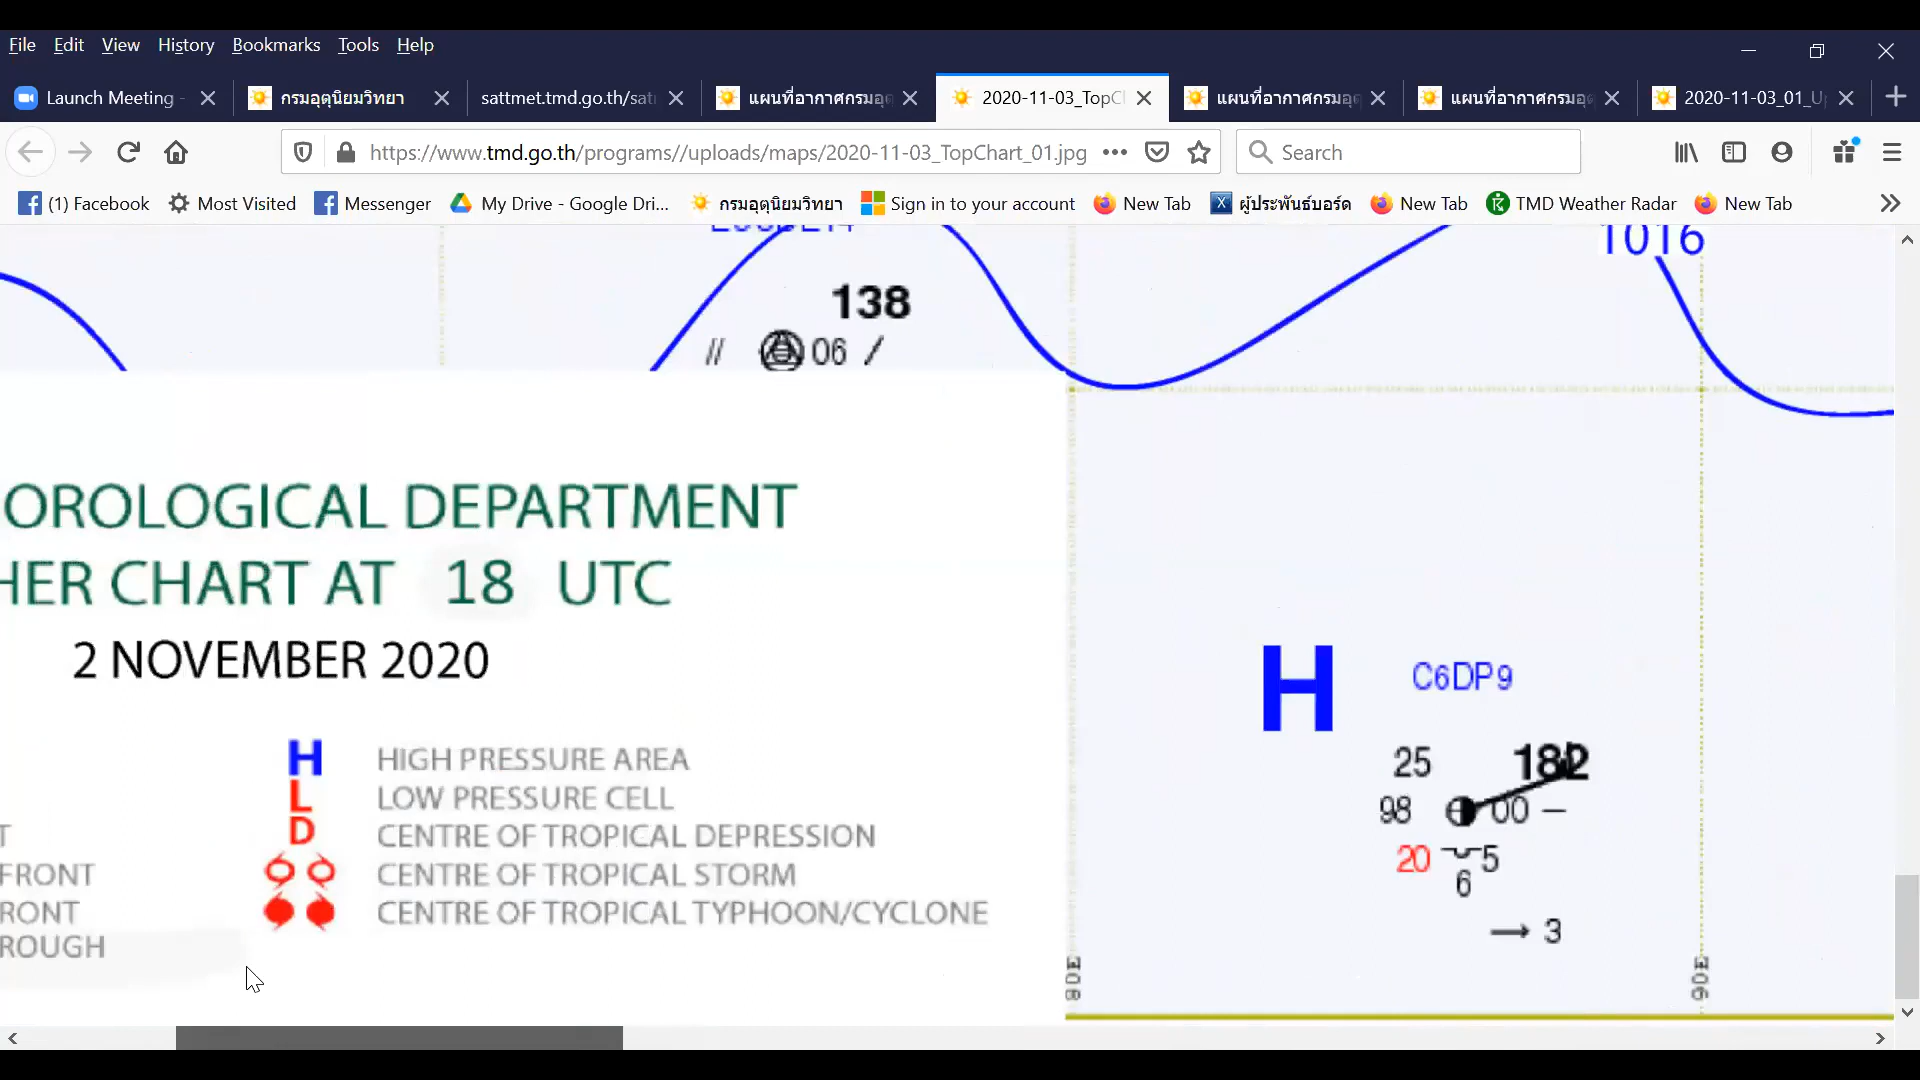 File Edit View History Bookmarks Tools Help
Launch Meeting -
กรมอุตุนิยมวิทยา
sattmet.tmd.go.th/sat
แผนที่อากาศกรมอุ
2020-11-03_TopC
แผนที่อากาศกรมอุ
แผนที่อากาศกรมอุ
2020-11-03_01_U
https://www.tmd.go.th/programs//uploads/maps/2020-11-03_TopChart_01.jpg
Search
(1) Facebook Most Visited Messenger My Drive - Google Dri... กรมอุตุนิยมวิทยา Sign in to your account New Tab ผู้ประพันธ์บอร์ด New Tab TMD Weather Radar New Tab
1016
138
// 06 /
OROLOGICAL DEPARTMENT
HER CHART AT 18 UTC
2 NOVEMBER 2020
H HIGH PRESSURE AREA
L LOW PRESSURE CELL
D CENTRE OF TROPICAL DEPRESSION
CENTRE OF TROPICAL STORM
CENTRE OF TROPICAL TYPHOON/CYCLONE
T
FRONT
RONT
ROUGH
H C6DP9
25 182
98 00 –
20 5
6
→ 3
80E
90E